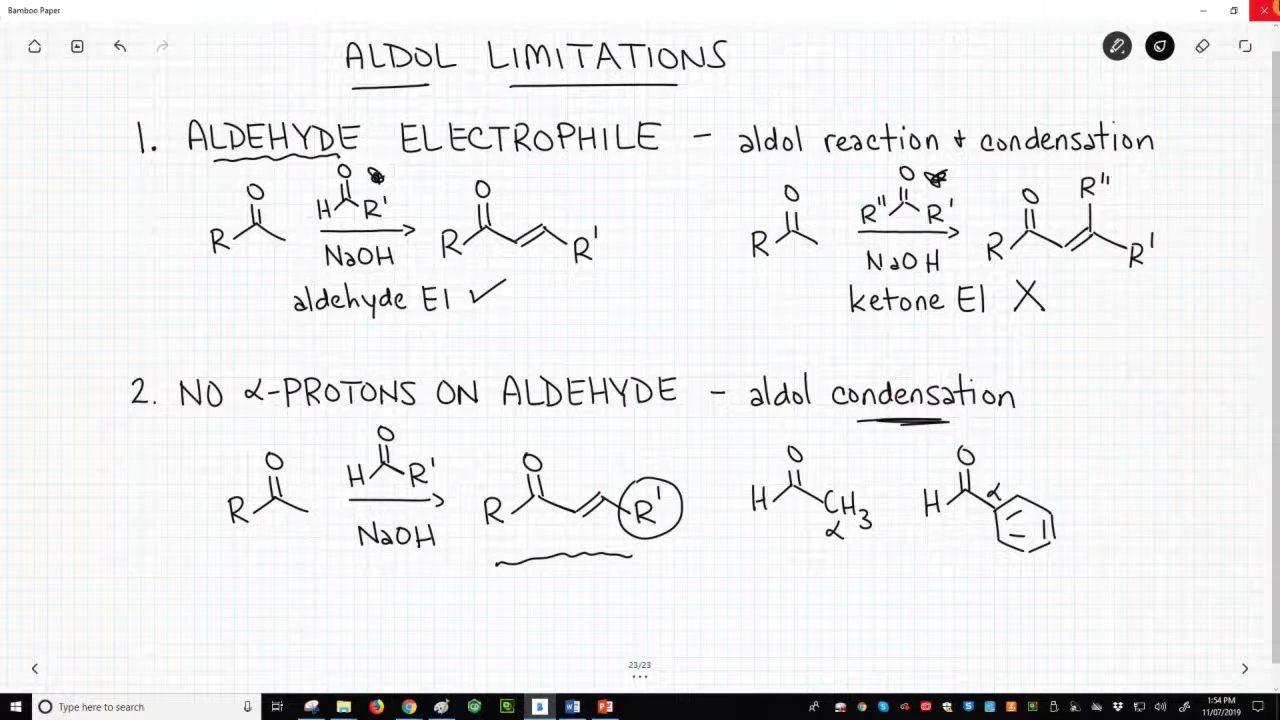 Bamboo Paper
ALDOL LIMITATIONS
1. ALDEHYDE ELECTROPHILE - aldol reaction + condensation
O O O O O O R"
H R' R" R'
R R R' R R R'
NaOH NaOH
aldehyde El ✓ ketone El X
2. NO α-PROTONS ON ALDEHYDE - aldol condensation
O O O O O
H R' α
R R R' H CH3 H
NaOH α
23/23
Type here to search
1:54 PM
11/07/2019